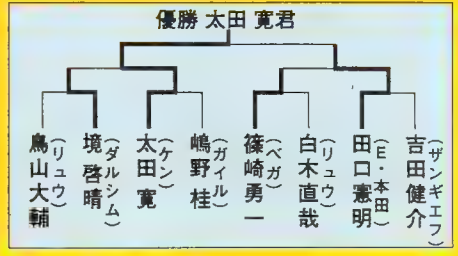 優勝 太田 寛君
鳥山大輔
(リュウ)
境 啓晴
(ダルシム)
太田 寛
(ケン)
嶋野 桂
(ガイル)
篠崎勇一
(ベガ)
白木直哉
(リュウ)
田口憲明
(E・本田)
吉田健介
(ザンギエフ)